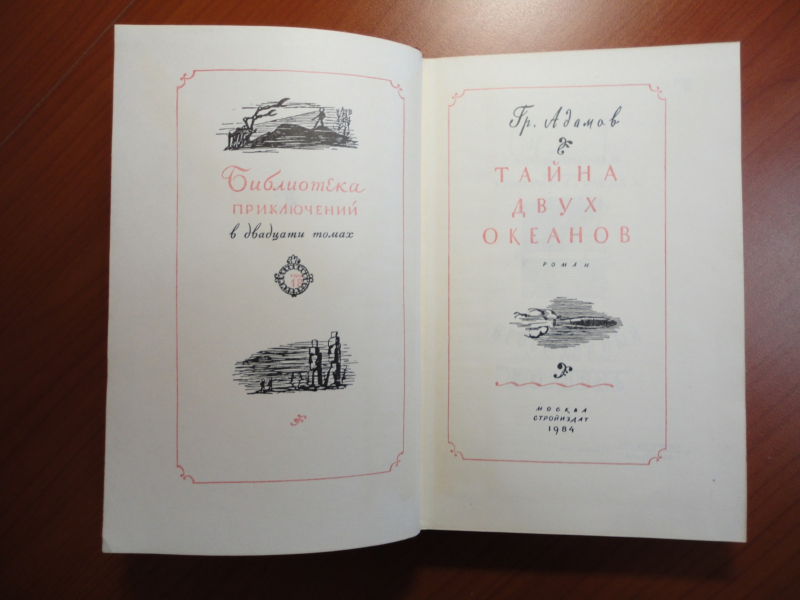 Библиотека
ПРИКЛЮЧЕНИЙ
в двадцати томах
Гр. Адамов
ТАЙНА
ДВУХ
ОКЕАНОВ
РОМАН
МОСКВА
СТРОЙИЗДАТ
1984